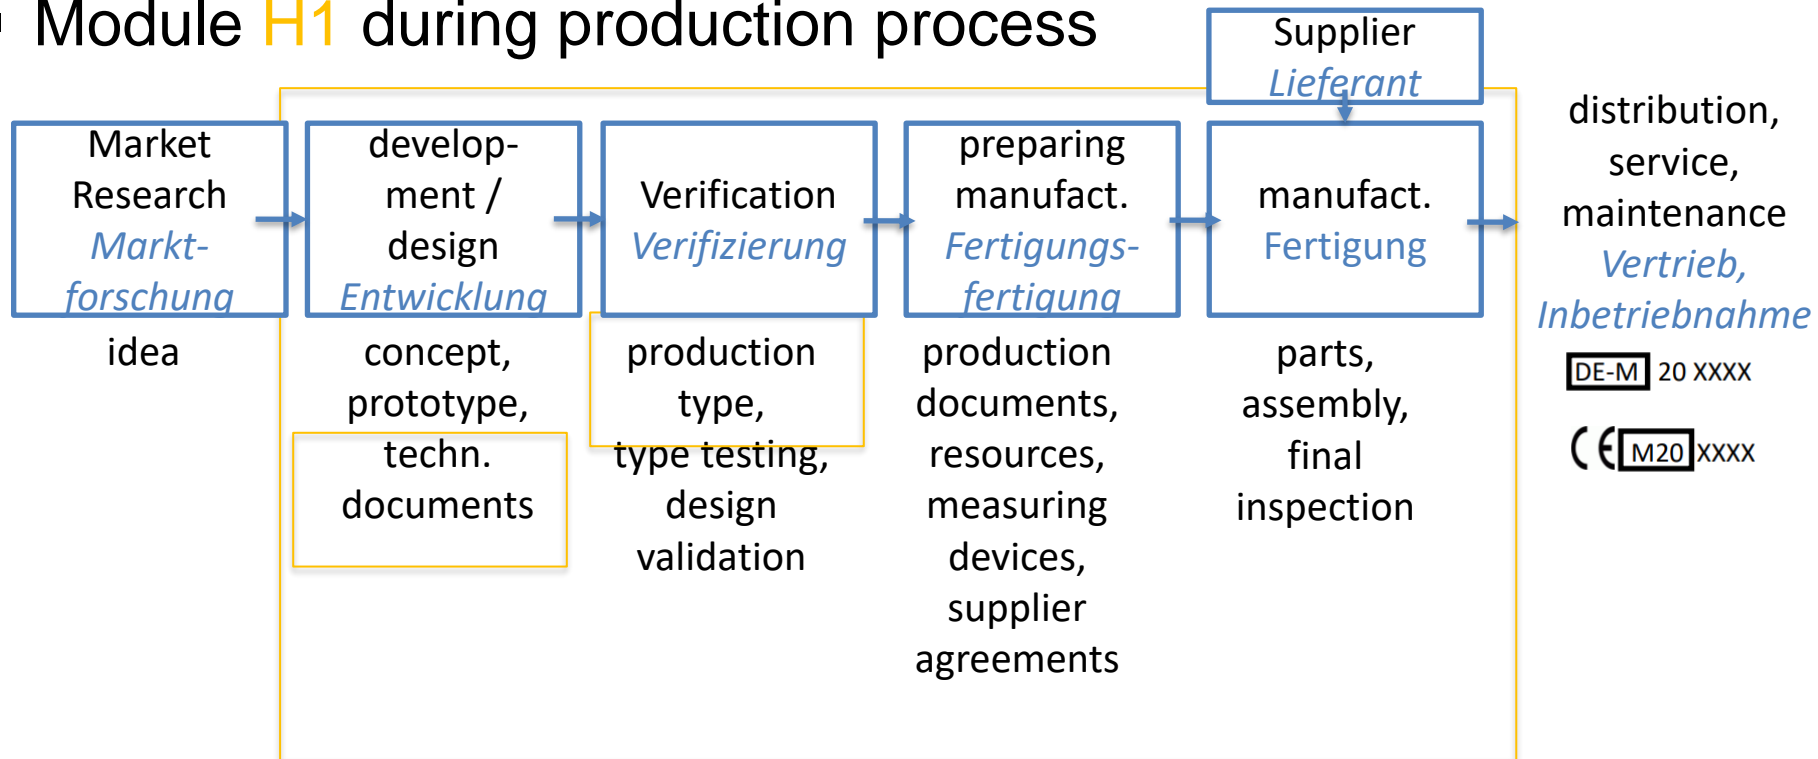 Module H1 during production process
Supplier
Lieferant
Market
Research
Markt-
forschung
idea
develop-
ment /
design
Entwicklung
concept,
prototype,
techn.
documents
Verification
Verifizierung
production
type,
type testing,
design
validation
preparing
manufact.
Fertigungs-
fertigung
production
documents,
resources,
measuring
devices,
supplier
agreements
manufact.
Fertigung
parts,
assembly,
final
inspection
distribution,
service,
maintenance
Vertrieb,
Inbetriebnahme
DE-M 20 XXXX
CE M20 XXXX